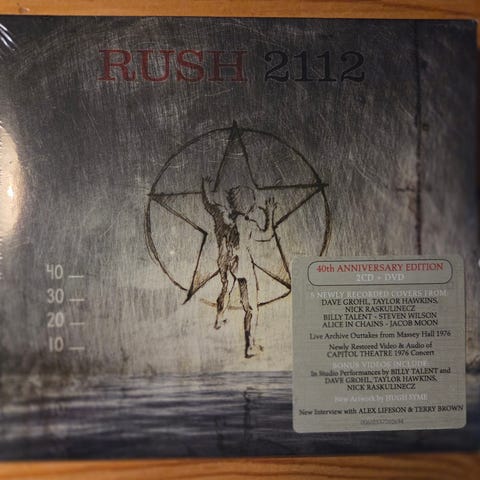 RUSH 2112
40
30
20
10
40th ANNIVERSARY EDITION
2CD + DVD
5 NEWLY RECORDED COVERS FROM:
DAVE GROHL, TAYLOR HAWKINS,
NICK RASKULINECZ
BILLY TALENT - STEVEN WILSON
ALICE IN CHAINS - JACOB MOON
Live Archive Outtakes from Massey Hall 1976
Newly Restored Video & Audio of
CAPITOL THEATRE 1976 Concert
BONUS VIDEOS INCLUDE
In Studio Performances by BILLY TALENT and
DAVE GROHL, TAYLOR HAWKINS,
NICK RASKULINECZ
New Artwork by HUGH SYME
New Interview with ALEX LIFESON & TERRY BROWN